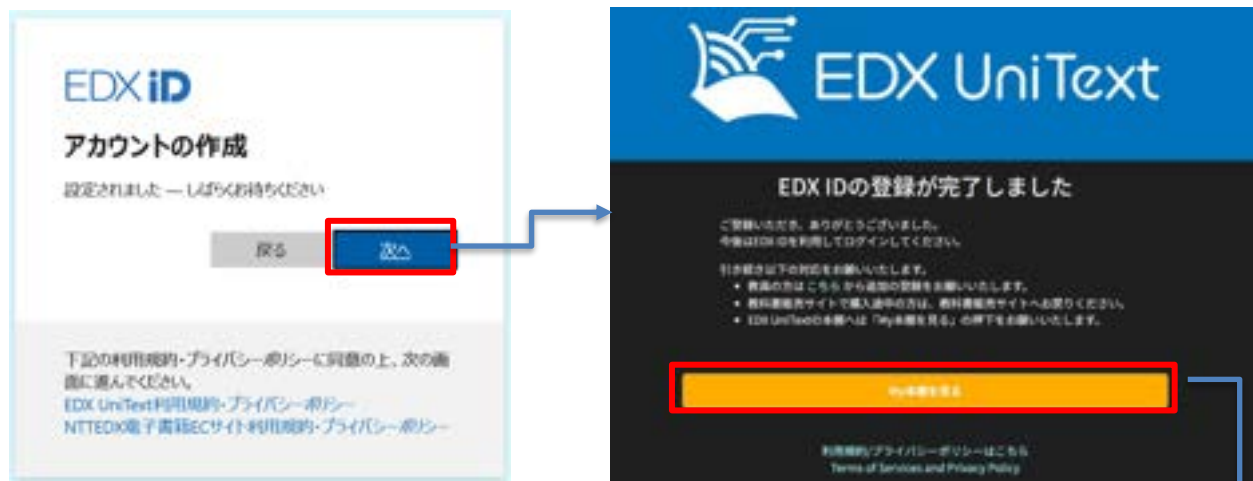 EDX iD
アカウントの作成
設定されました — しばらくお待ちください
戻る
次へ
下記の利用規約・プライバシーポリシーに同意の上、次の画
面に進んでください。
EDX UniText利用規約・プライバシーポリシー
NTTEDX電子書籍ECサイト利用規約・プライバシーポリシー
EDX UniText
EDX IDの登録が完了しました
ご登録いただき、ありがとうございました。
今後はEDX IDを利用してログインしてください。
引き続き以下の対応をお願いいたします。
• 教員の方は こちら から追加の登録をお願いいたします。
• 教科書販売サイトで購入途中の方は、教科書販売サイトへお戻りください。
• EDX UniTextの本棚へは「My本棚を見る」の押下をお願いいたします。
My本棚を見る
利用規約/プライバシーポリシーはこちら
Terms of Services and Privacy Policy